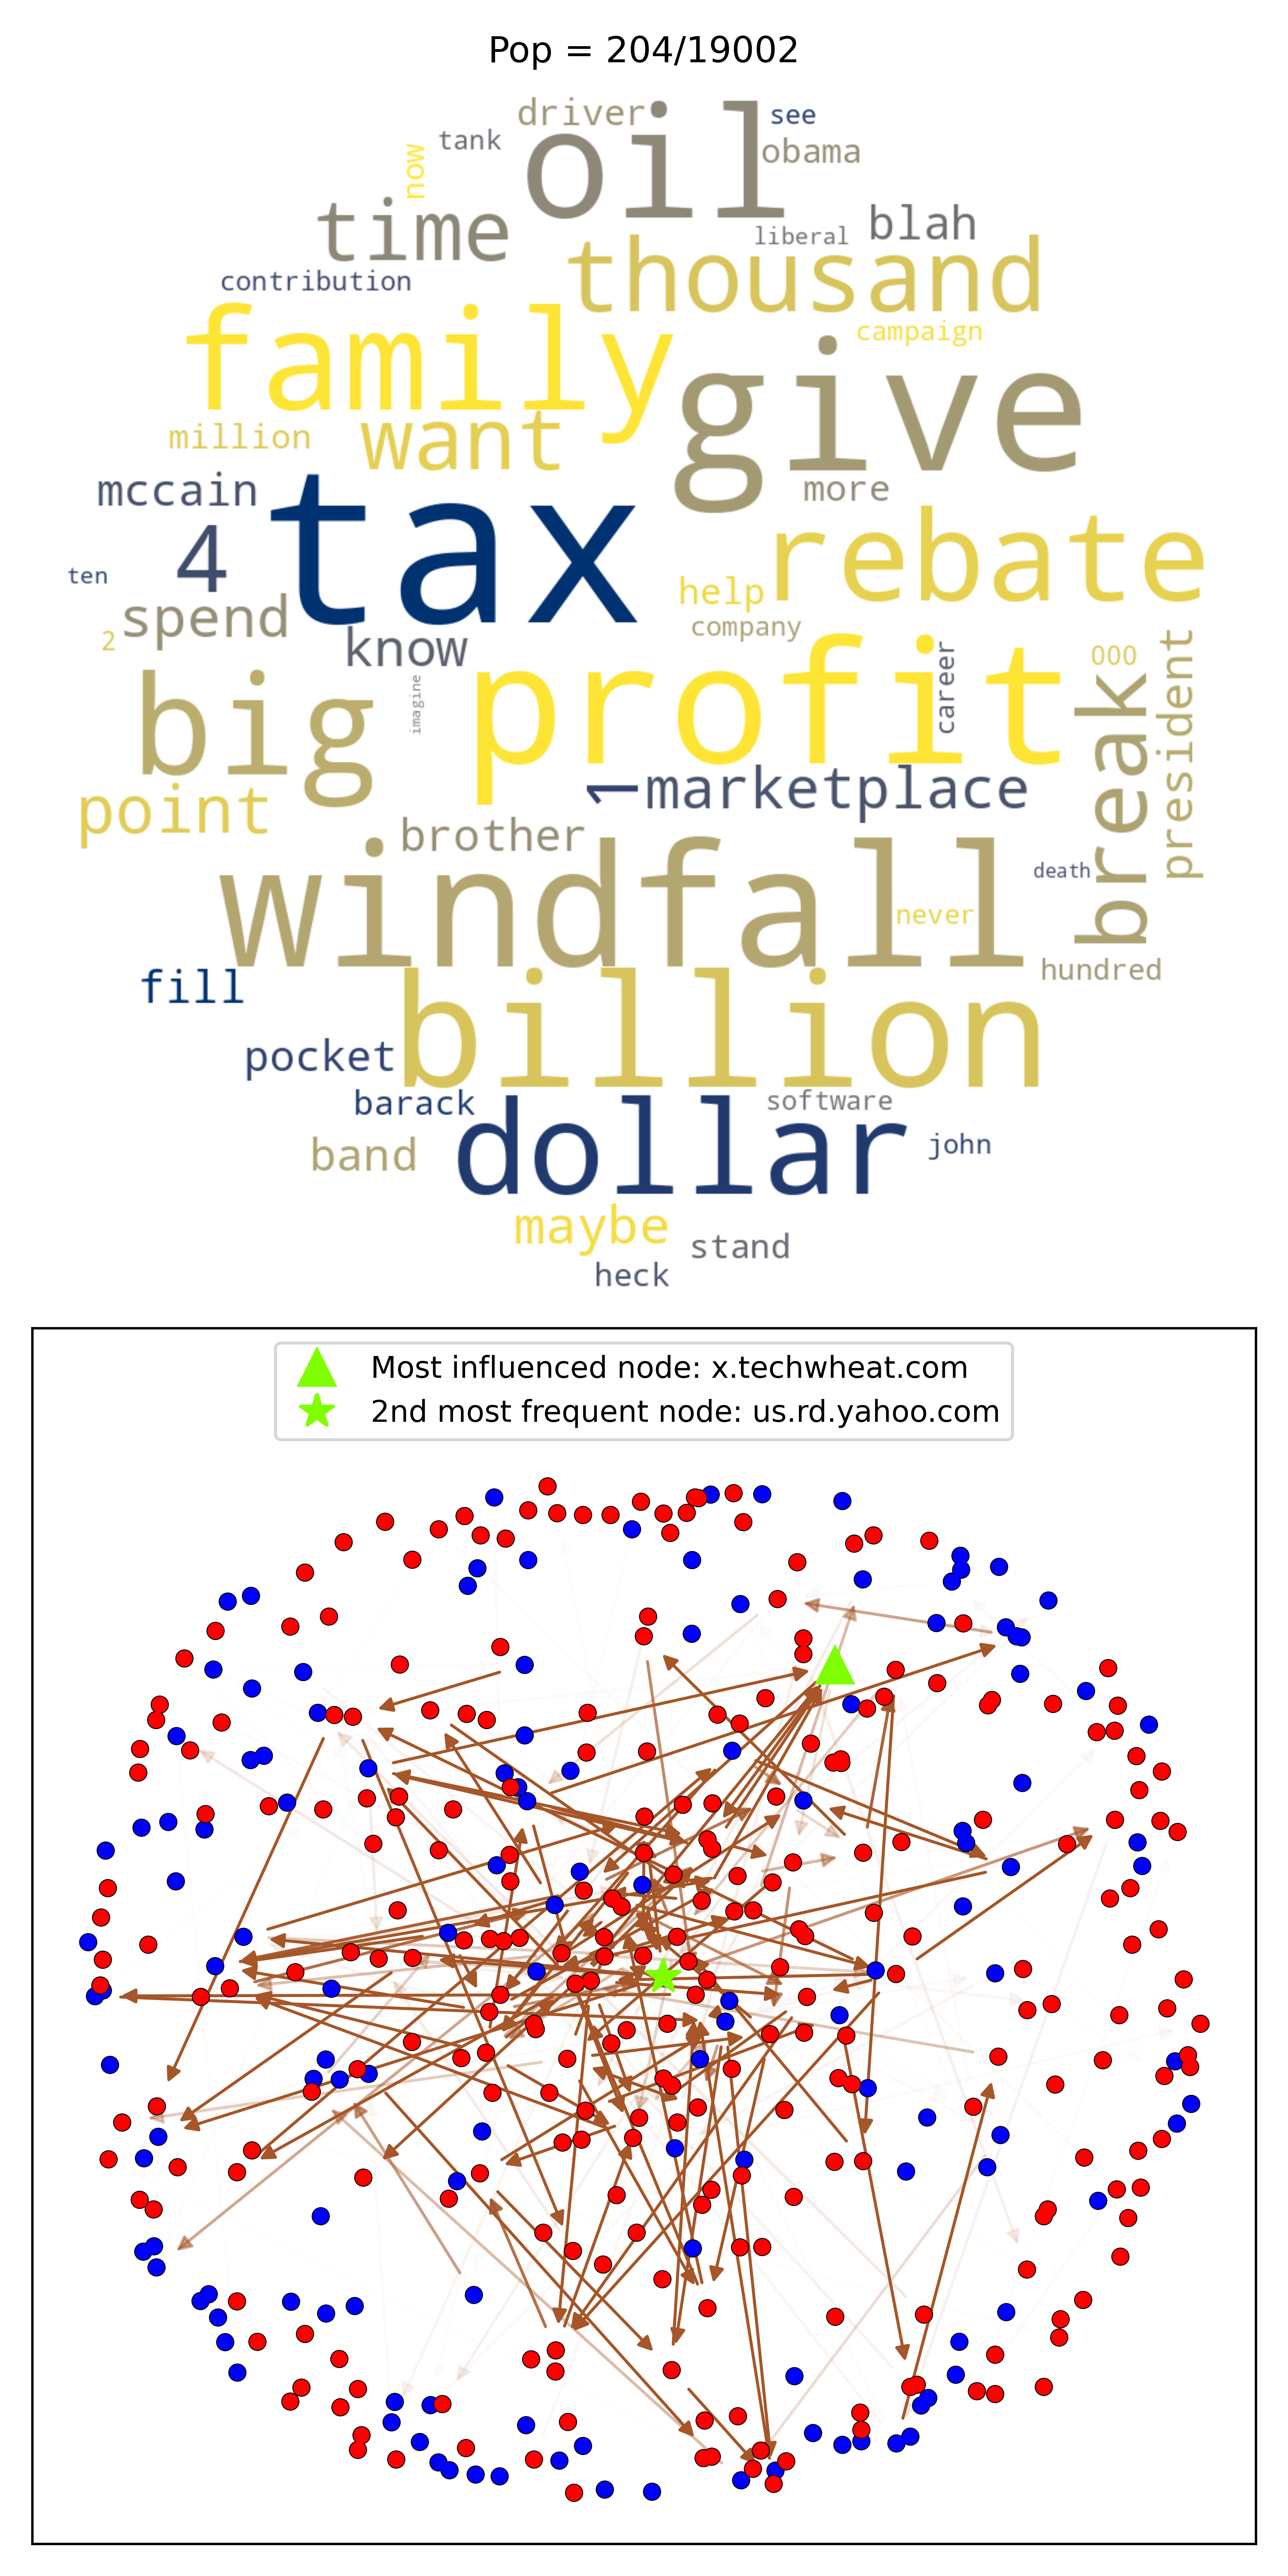 Pop = 204/19002
driver
oil
see
tank
obama
now
time
liberal
blah
thousand
contribution
family
campaign
give
million
want
mccain
tax
more
rebate
4
ten
help
spend
company
2
know
profit
career
000
president
break
big
imagine
1
marketplace
point
brother
windfall
death
never
fill
billion
hundred
pocket
barack
software
dollar
john
band
maybe
stand
heck
Most influenced node: x.techwheat.com
2nd most frequent node: us.rd.yahoo.com